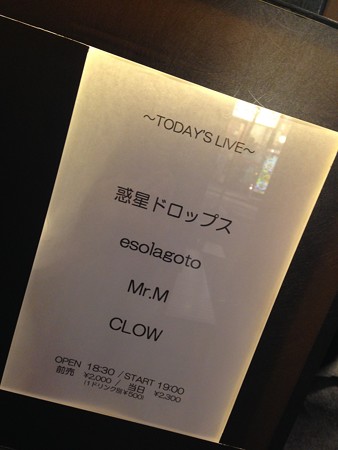 ～TODAY'S LIVE～
惑星ドロップス
esolagoto
Mr.M
CLOW
OPEN 18:30 / START 19:00
前売 ¥2,000 / 当日 ¥2,300
(1ドリンク別¥500)